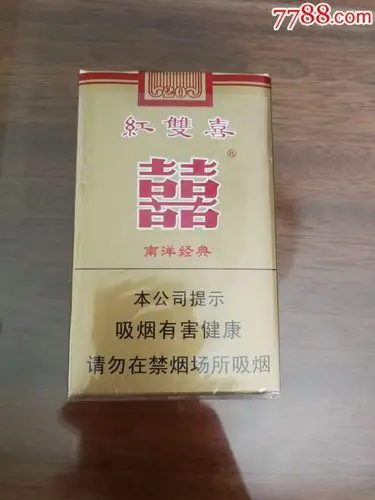 7788.com
20
紅雙喜
囍
®
南洋经典
本公司提示
吸烟有害健康
请勿在禁烟场所吸烟